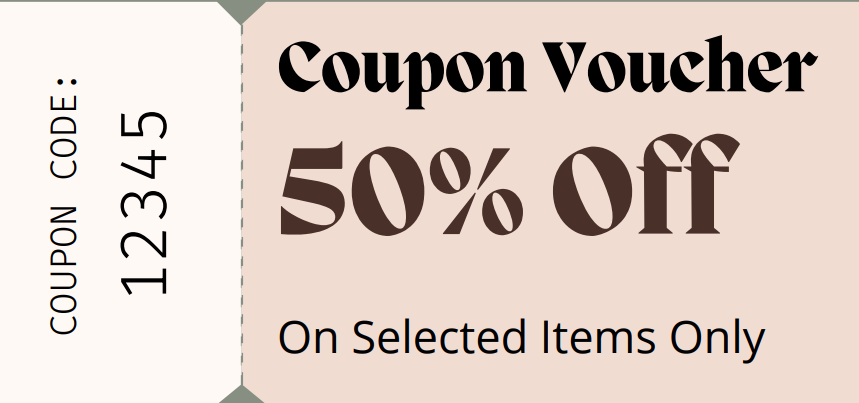 COUPON CODE:
12345
Coupon Voucher
50% Off
On Selected Items Only